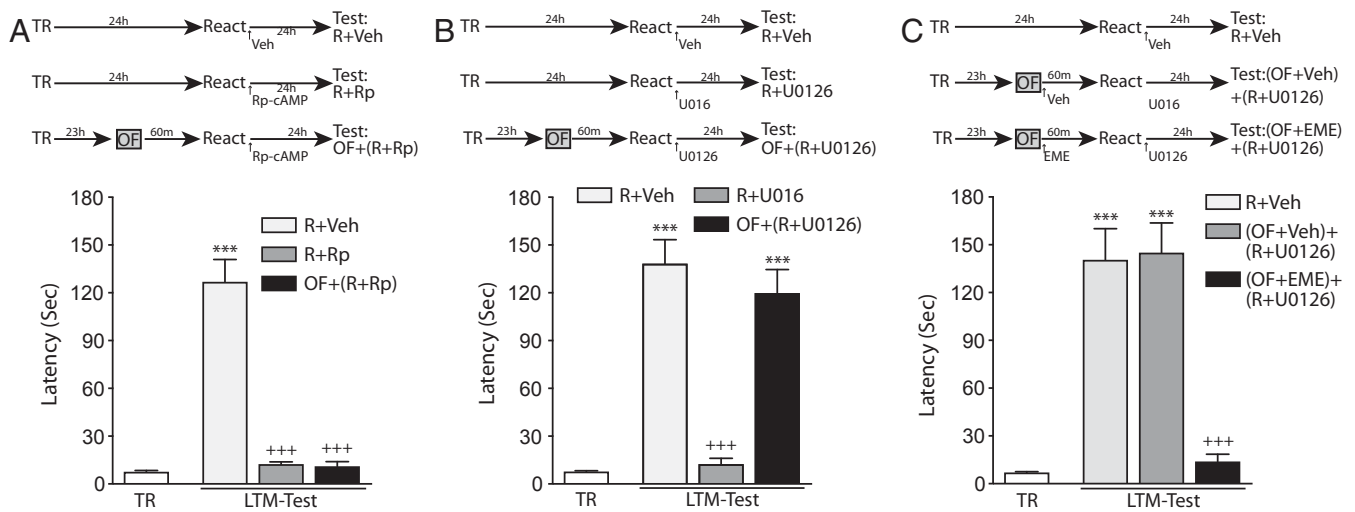 A
TR 24h React 24h Test:
↑Veh R+Veh
TR 24h React 24h Test:
↑Rp-cAMP R+Rp
TR 23h OF 60m React 24h Test:
↑Rp-cAMP OF+(R+Rp)
180
150
120
90
60
30
0
Latency (Sec)
R+Veh
R+Rp
OF+(R+Rp)
***
+++
+++
TR
LTM-Test
B
TR 24h React 24h Test:
↑Veh R+Veh
TR 24h React 24h Test:
↑U016 R+U0126
TR 23h OF 60m React 24h Test:
↑U0126 OF+(R+U0126)
180
150
120
90
60
30
0
Latency (Sec)
R+Veh R+U016
OF+(R+U0126)
***
+++
***
TR
LTM-Test
C
TR 24h React 24h Test:
↑Veh R+Veh
TR 23h OF 60m React 24h Test:(OF+Veh)
↑Veh U016 +(R+U0126)
TR 23h OF 60m React 24h Test:(OF+EME)
↑EME ↑U0126 +(R+U0126)
180
150
120
90
60
30
0
Latency (Sec)
R+Veh
(OF+Veh)+
(R+U0126)
(OF+EME)+
(R+U0126)
***
***
+++
TR
LTM-Test